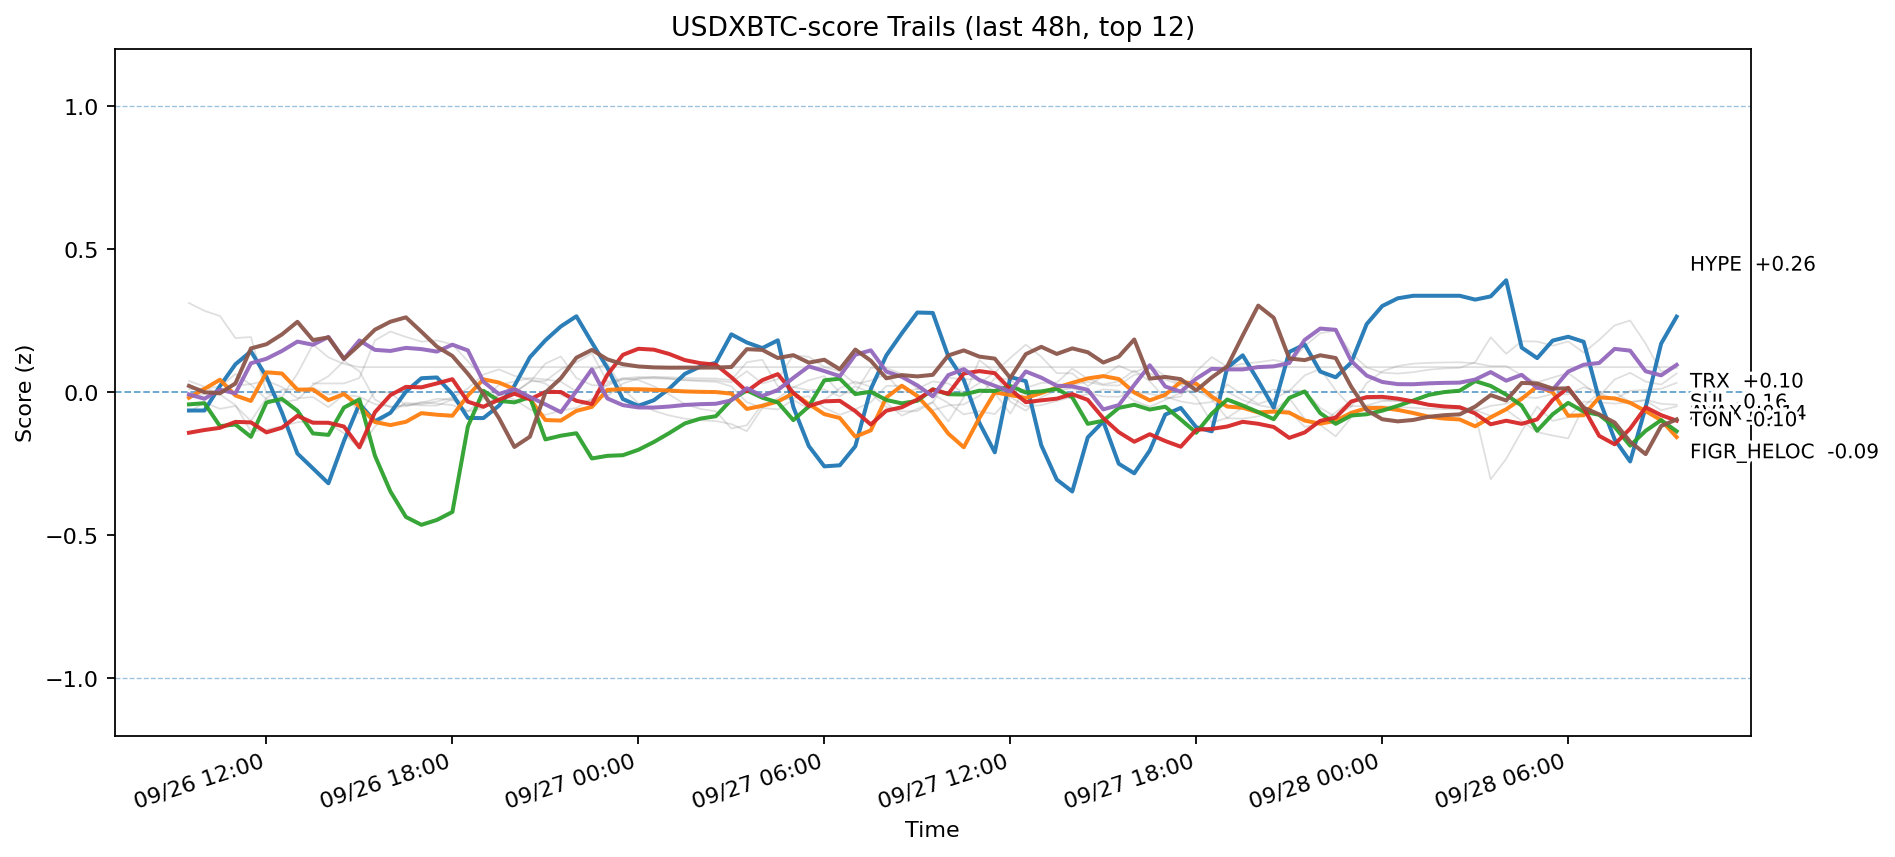 USDXBTC-score Trails (last 48h, top 12)
Score (z)
1.0
0.5
0.0
−0.5
−1.0
HYPE +0.26
TRX +0.10
TON -0.10
FIGR_HELOC -0.09
09/26 12:00
09/26 18:00
09/27 00:00
09/27 06:00
09/27 12:00
09/27 18:00
09/28 00:00
09/28 06:00
Time